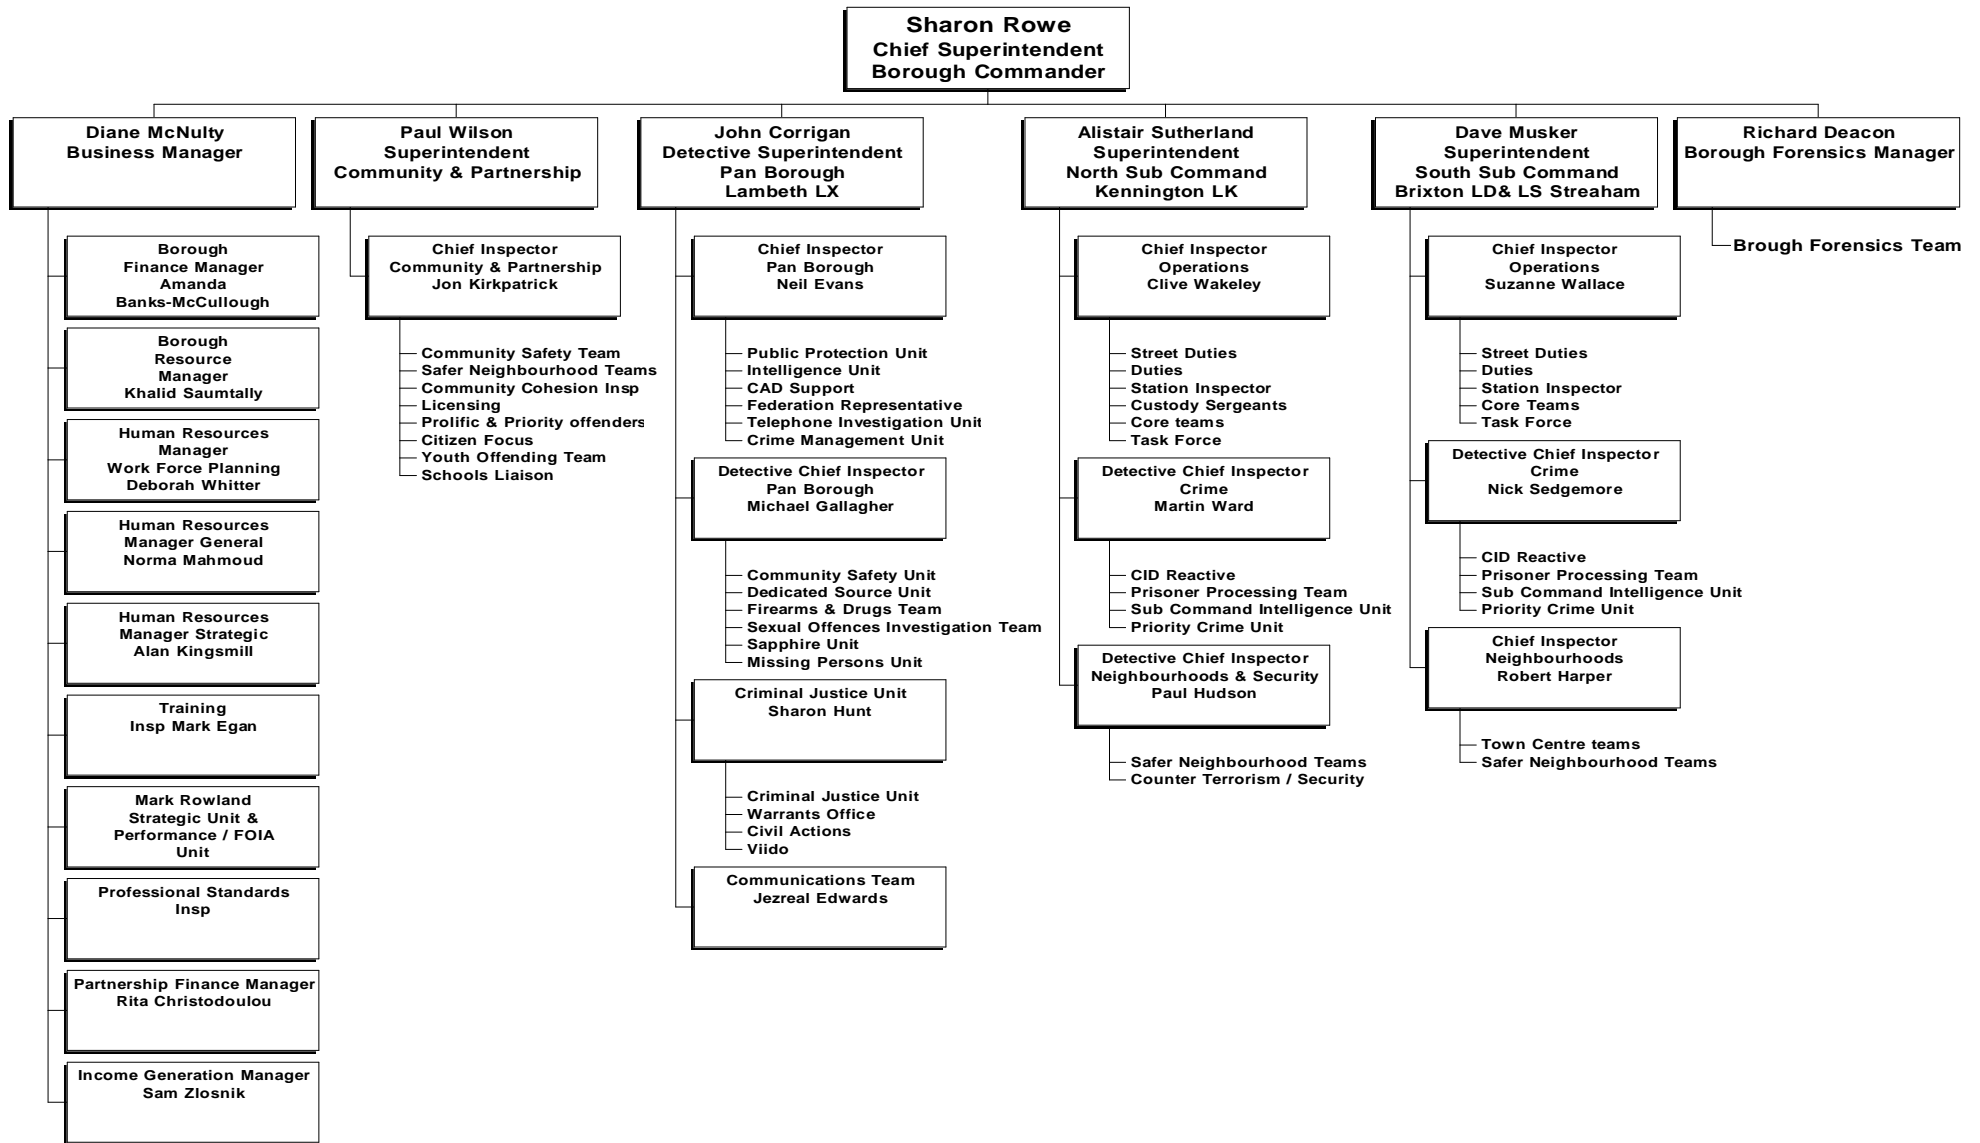 Sharon Rowe
Chief Superintendent
Borough Commander
Diane McNulty
Business Manager
Borough
Finance Manager
Amanda
Banks-McCullough
Borough
Resource
Manager
Khalid Saumtally
Human Resources
Manager
Work Force Planning
Deborah Whitter
Human Resources
Manager General
Norma Mahmoud
Human Resources
Manager Strategic
Alan Kingsmill
Training
Insp Mark Egan
Mark Rowland
Strategic Unit &
Performance / FOIA
Unit
Professional Standards
Insp
Partnership Finance Manager
Rita Christodoulou
Income Generation Manager
Sam Zlosnik
Paul Wilson
Superintendent
Community & Partnership
Chief Inspector
Community & Partnership
Jon Kirkpatrick
Community Safety Team
Safer Neighbourhood Teams
Community Cohesion Insp
Licensing
Prolific & Priority offenders
Citizen Focus
Youth Offending Team
Schools Liaison
John Corrigan
Detective Superintendent
Pan Borough
Lambeth LX
Chief Inspector
Pan Borough
Neil Evans
Public Protection Unit
Intelligence Unit
CAD Support
Federation Representative
Telephone Investigation Unit
Crime Management Unit
Detective Chief Inspector
Pan Borough
Michael Gallagher
Community Safety Unit
Dedicated Source Unit
Firearms & Drugs Team
Sexual Offences Investigation Team
Sapphire Unit
Missing Persons Unit
Criminal Justice Unit
Sharon Hunt
Criminal Justice Unit
Warrants Office
Civil Actions
Viido
Communications Team
Jezreal Edwards
Alistair Sutherland
Superintendent
North Sub Command
Kennington LK
Chief Inspector
Operations
Clive Wakeley
Street Duties
Duties
Station Inspector
Custody Sergeants
Core teams
Task Force
Detective Chief Inspector
Crime
Martin Ward
CID Reactive
Prisoner Processing Team
Sub Command Intelligence Unit
Priority Crime Unit
Detective Chief Inspector
Neighbourhoods & Security
Paul Hudson
Safer Neighbourhood Teams
Counter Terrorism / Security
Dave Musker
Superintendent
South Sub Command
Brixton LD& LS Streaham
Chief Inspector
Operations
Suzanne Wallace
Street Duties
Duties
Station Inspector
Core Teams
Task Force
Detective Chief Inspector
Crime
Nick Sedgemore
CID Reactive
Prisoner Processing Team
Sub Command Intelligence Unit
Priority Crime Unit
Chief Inspector
Neighbourhoods
Robert Harper
Town Centre teams
Safer Neighbourhood Teams
Richard Deacon
Borough Forensics Manager
Brough Forensics Team